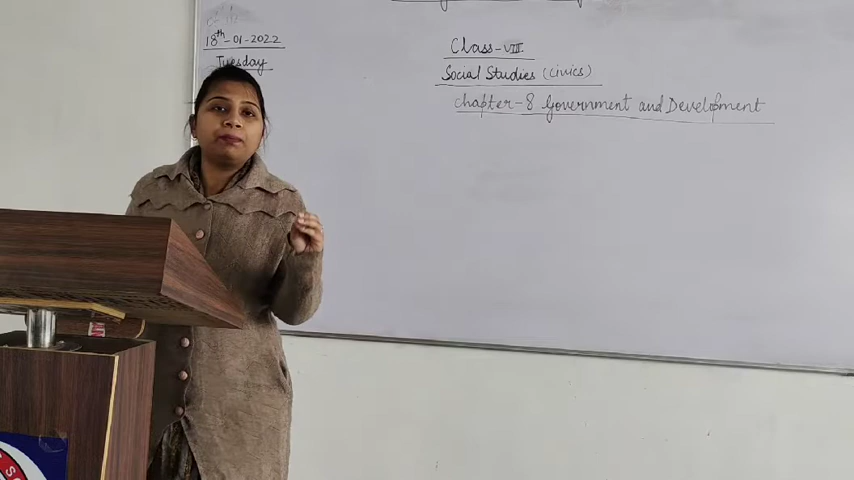 18th-01-2022
Tuesday
Class-VIII
Social Studies (civics)
chapter-8 Government and Development